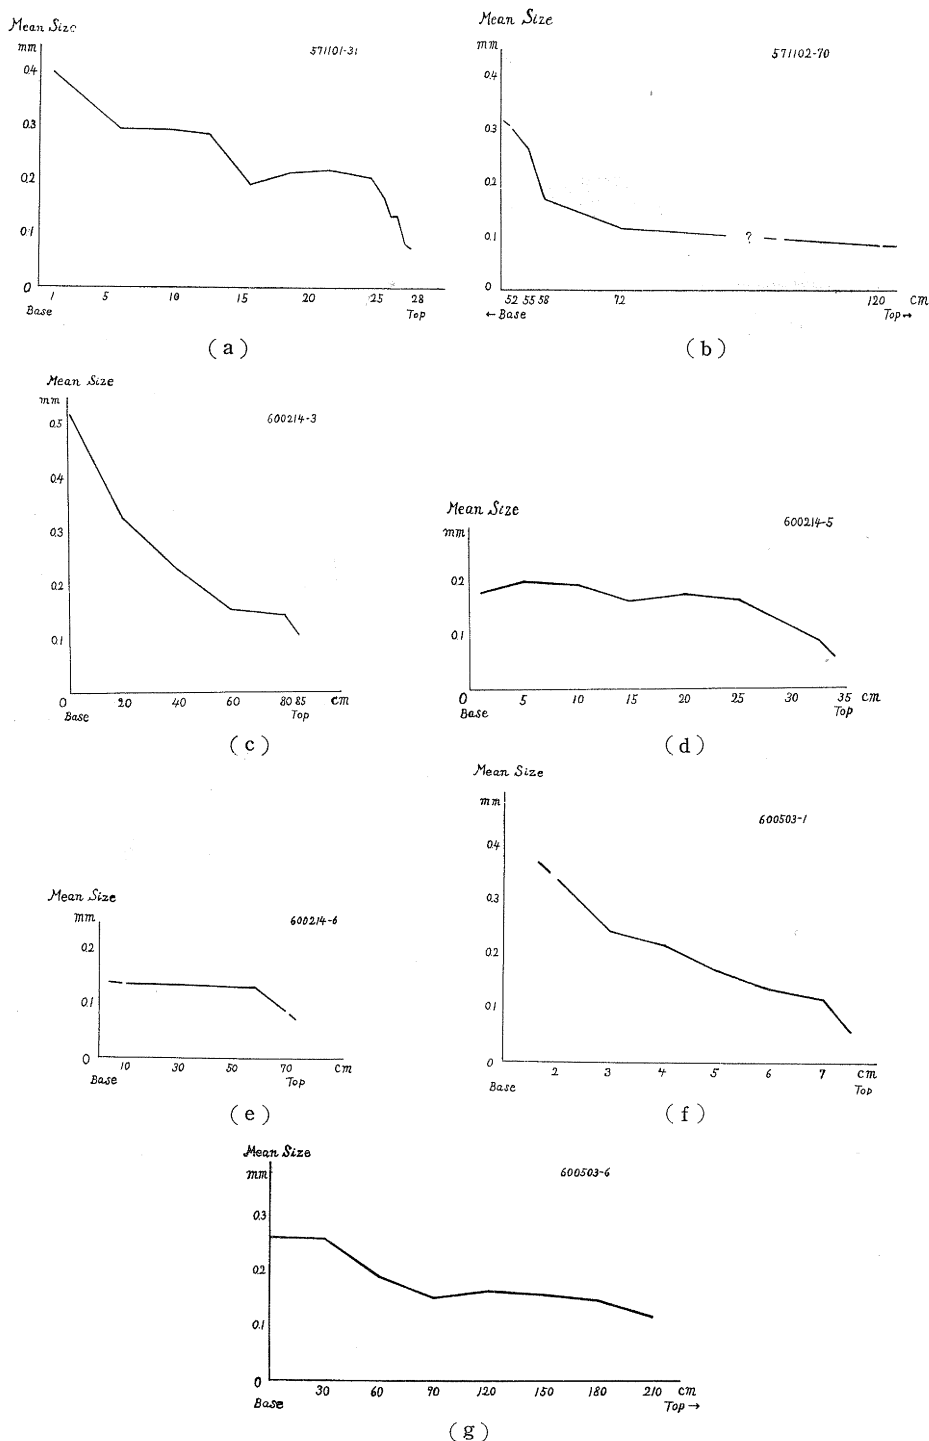 Mean Size
mm
571101-31
0.4
0.3
0.2
0.1
0
1 5 10 15 20 25 28
Base Top
(a)
Mean Size
mm
571102-70
0.4
0.3
0.2
0.1
?
0
52 55 58 72 120 cm
←Base Top→
(b)
Mean Size
mm
600214-3
0.5
0.4
0.3
0.2
0.1
0 20 40 60 80 85 cm
Base Top
(c)
Mean Size
mm
600214-5
0.2
0.1
0 5 10 15 20 25 30 35 cm
Base Top
(d)
Mean Size
mm
600214-6
0.2
0.1
0
10 30 50 70 cm
Base Top
(e)
Mean Size
mm
600503-1
0.4
0.3
0.2
0.1
0
2 3 4 5 6 7 cm
Base Top
(f)
Mean Size
mm
600503-6
0.3
0.2
0.1
0
30 60 90 120 150 180 210 cm
Base Top→
(g)